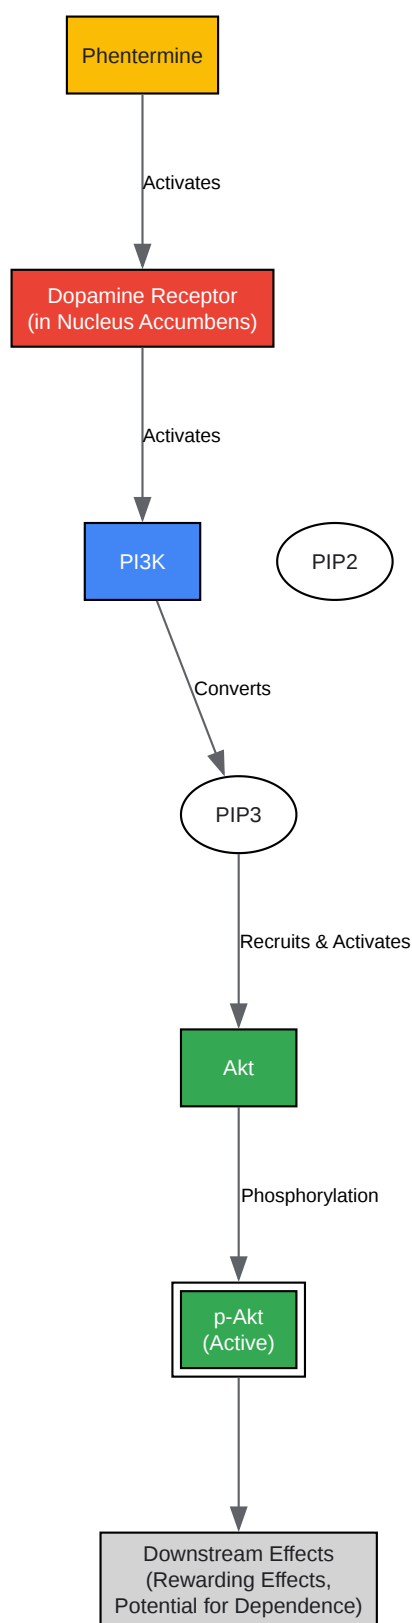 Phentermine
Activates
Dopamine Receptor
(in Nucleus Accumbens)
Activates
PI3K
PIP2
Converts
PIP3
Recruits & Activates
Akt
Phosphorylation
p-Akt
(Active)
Downstream Effects
(Rewarding Effects,
Potential for Dependence)